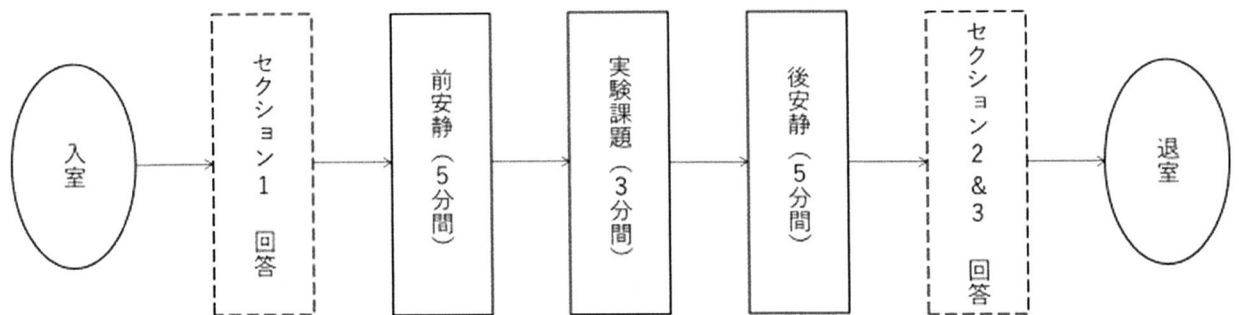 入室
セクション1 回答
前安静(5分間)
実験課題(3分間)
後安静(5分間)
セクション2&3 回答
退室